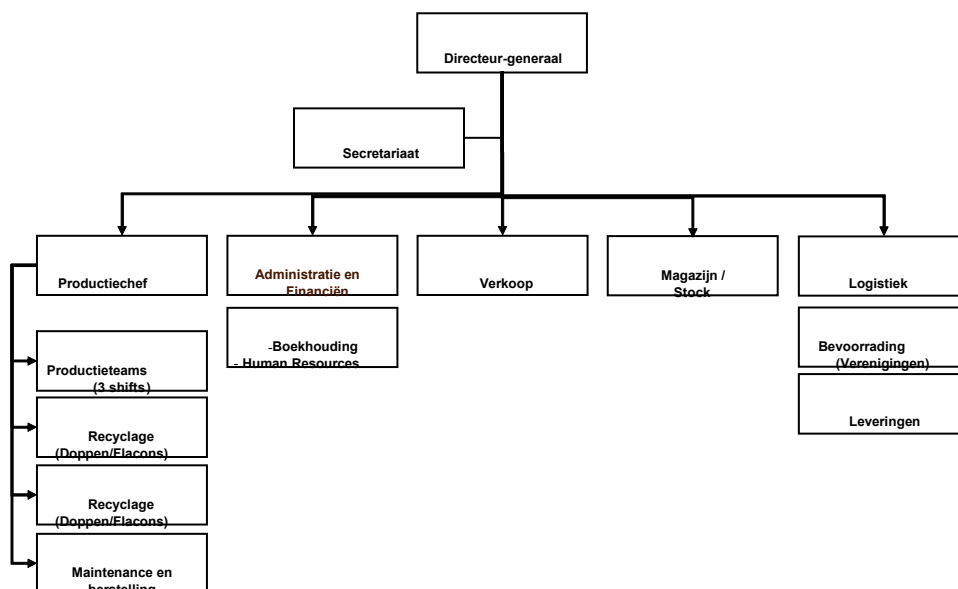 Directeur-generaal
Secretariaat
Productiechef
Administratie en
Financiën
Verkoop
Magazijn /
Stock
Logistiek
-Boekhouding
- Human Resources
Bevoorrading
(Verenigingen)
Productieteams
(3 shifts)
Leveringen
Recyclage
(Doppen/Flacons)
Recyclage
(Doppen/Flacons)
Maintenance en
herstelling